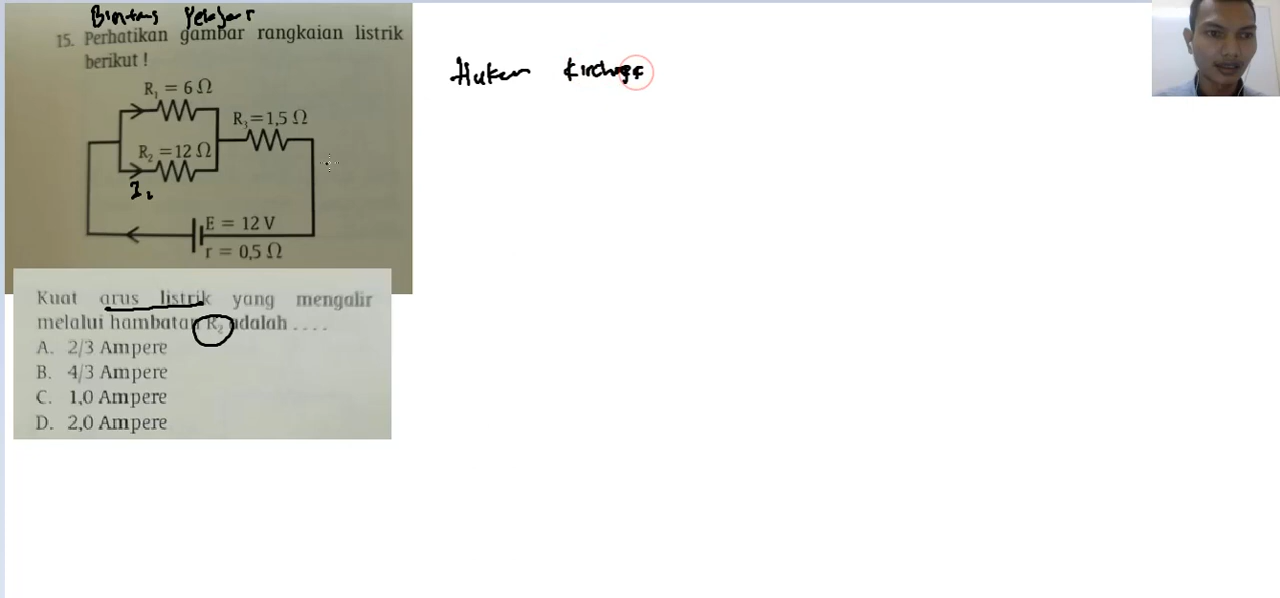 Bintang Pelajar
15. Perhatikan gambar rangkaian listrik
berikut !
R₁ = 6 Ω
R₃=1,5 Ω
R₂ =12 Ω
I₂
E = 12 V
r = 0,5 Ω
Kuat arus listrik yang mengalir
melalui hambatan R₂ adalah . . . .
A. 2/3 Ampere
B. 4/3 Ampere
C. 1,0 Ampere
D. 2,0 Ampere
Hukum